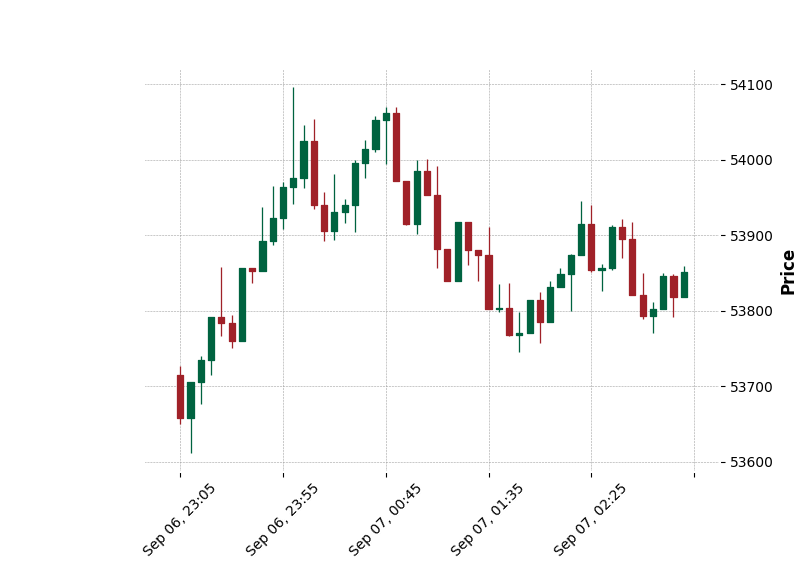 54100
54000
53900
53800
53700
53600
Price
Sep 06, 23:05
Sep 06, 23:55
Sep 07, 00:45
Sep 07, 01:35
Sep 07, 02:25